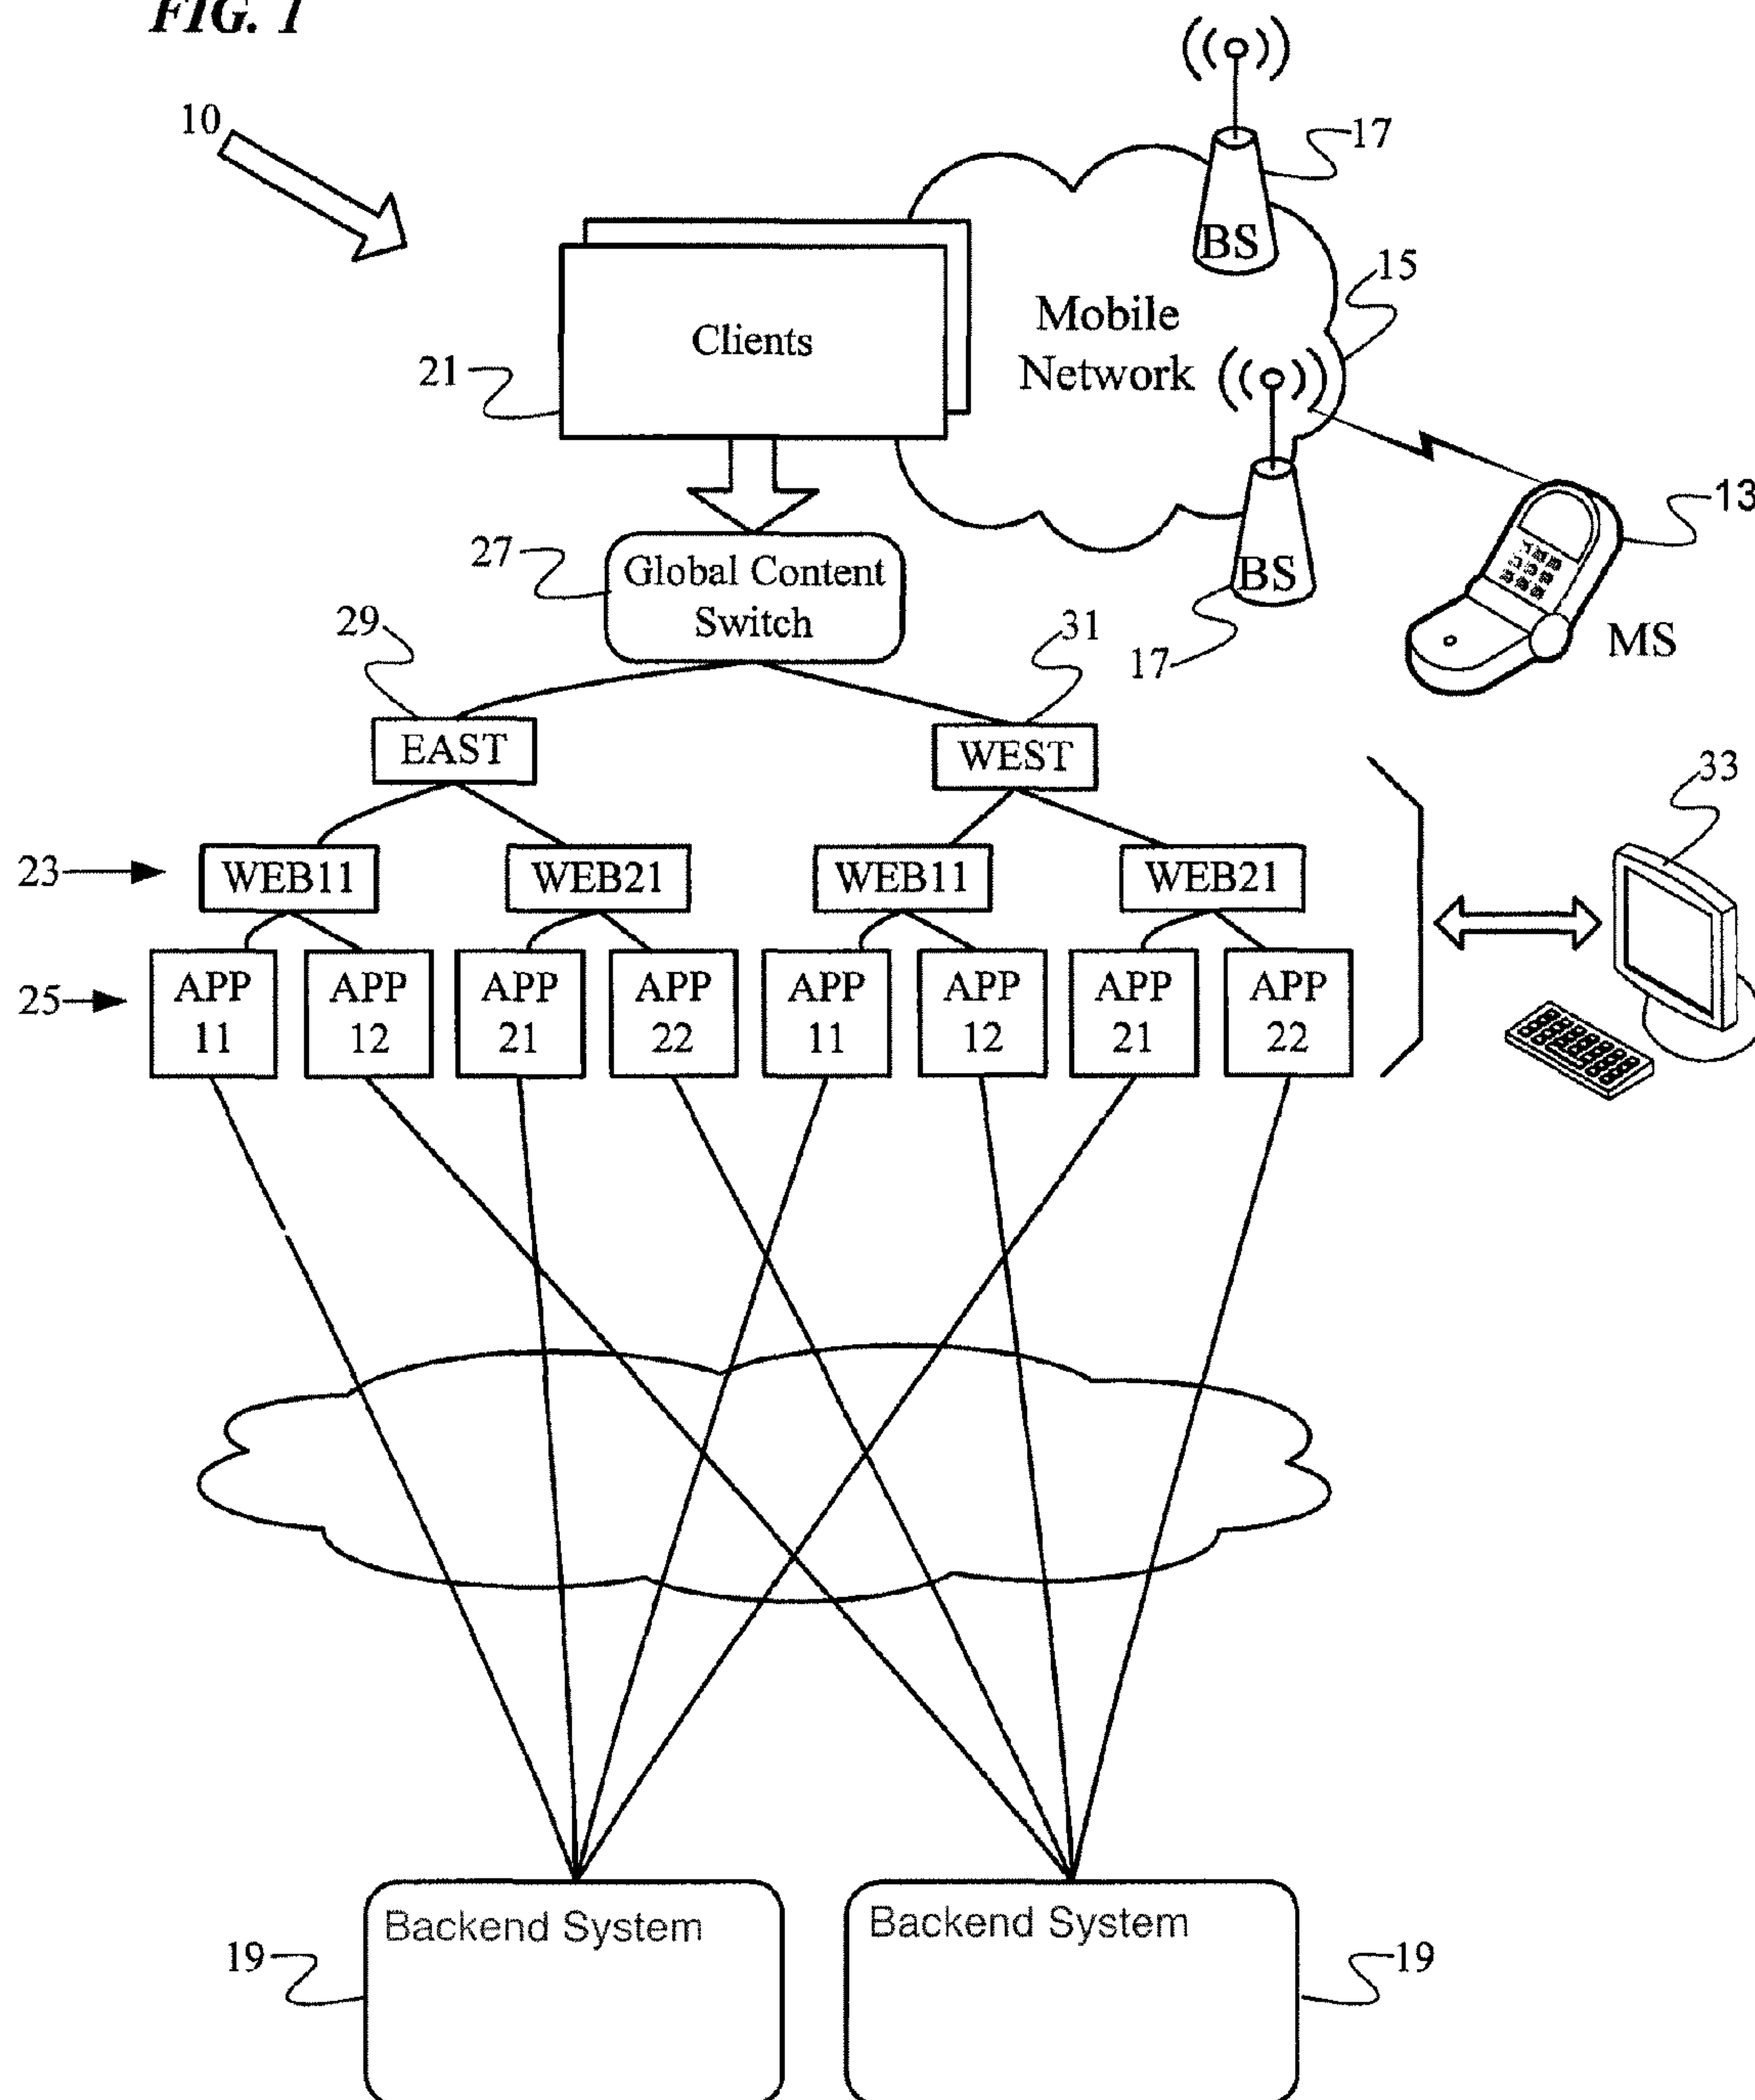 FIG. 1
10
17
BS
15
Mobile
Network
Clients
21
13
27
Global Content
Switch
BS
17
MS
29
31
EAST
WEST
33
23
WEB11
WEB21
WEB11
WEB21
25
APP
11
APP
12
APP
21
APP
22
APP
11
APP
12
APP
21
APP
22
Backend System
Backend System
19
19